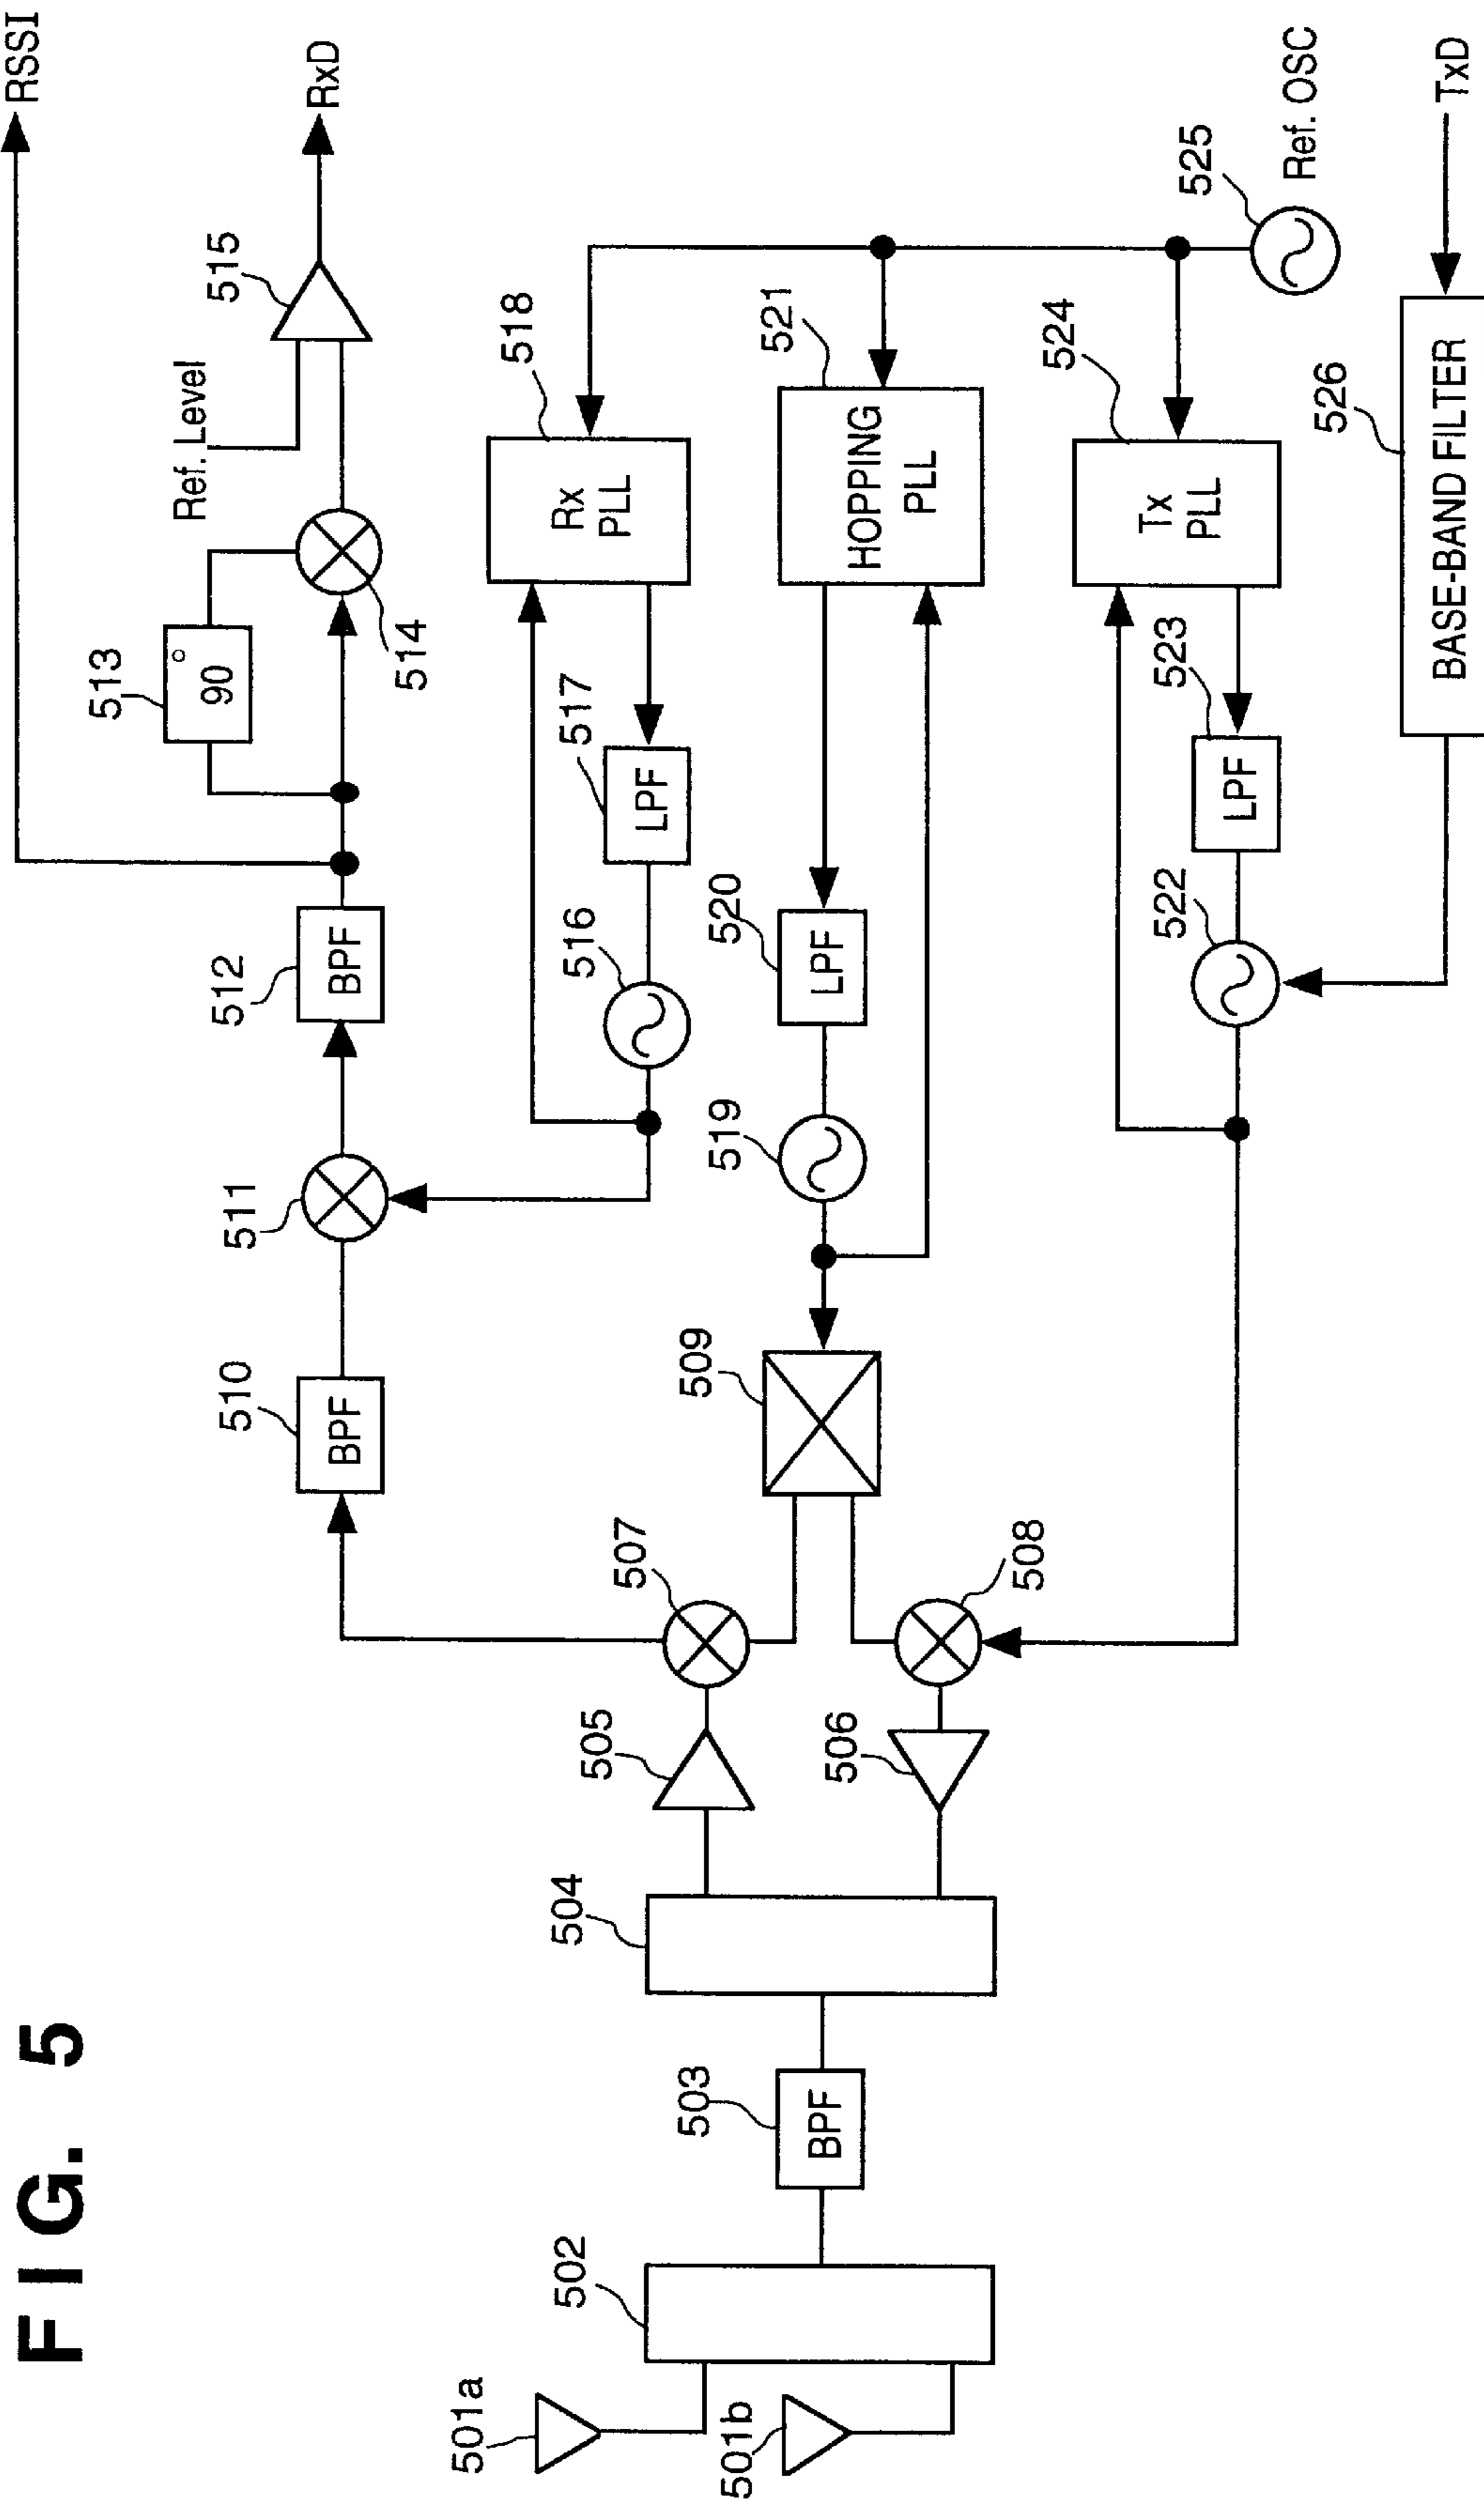 FIG. 5
RSSI
RxD
515
Ref. Level
513
90°
514
512
BPF
511
510
BPF
518
Rx
PLL
517
LPF
516
521
HOPPING
PLL
520
LPF
519
509
507
508
505
506
504
503
BPF
502
501a
501b
524
Tx
PLL
523
LPF
522
525
Ref. OSC
TxD
526
BASE-BAND FILTER